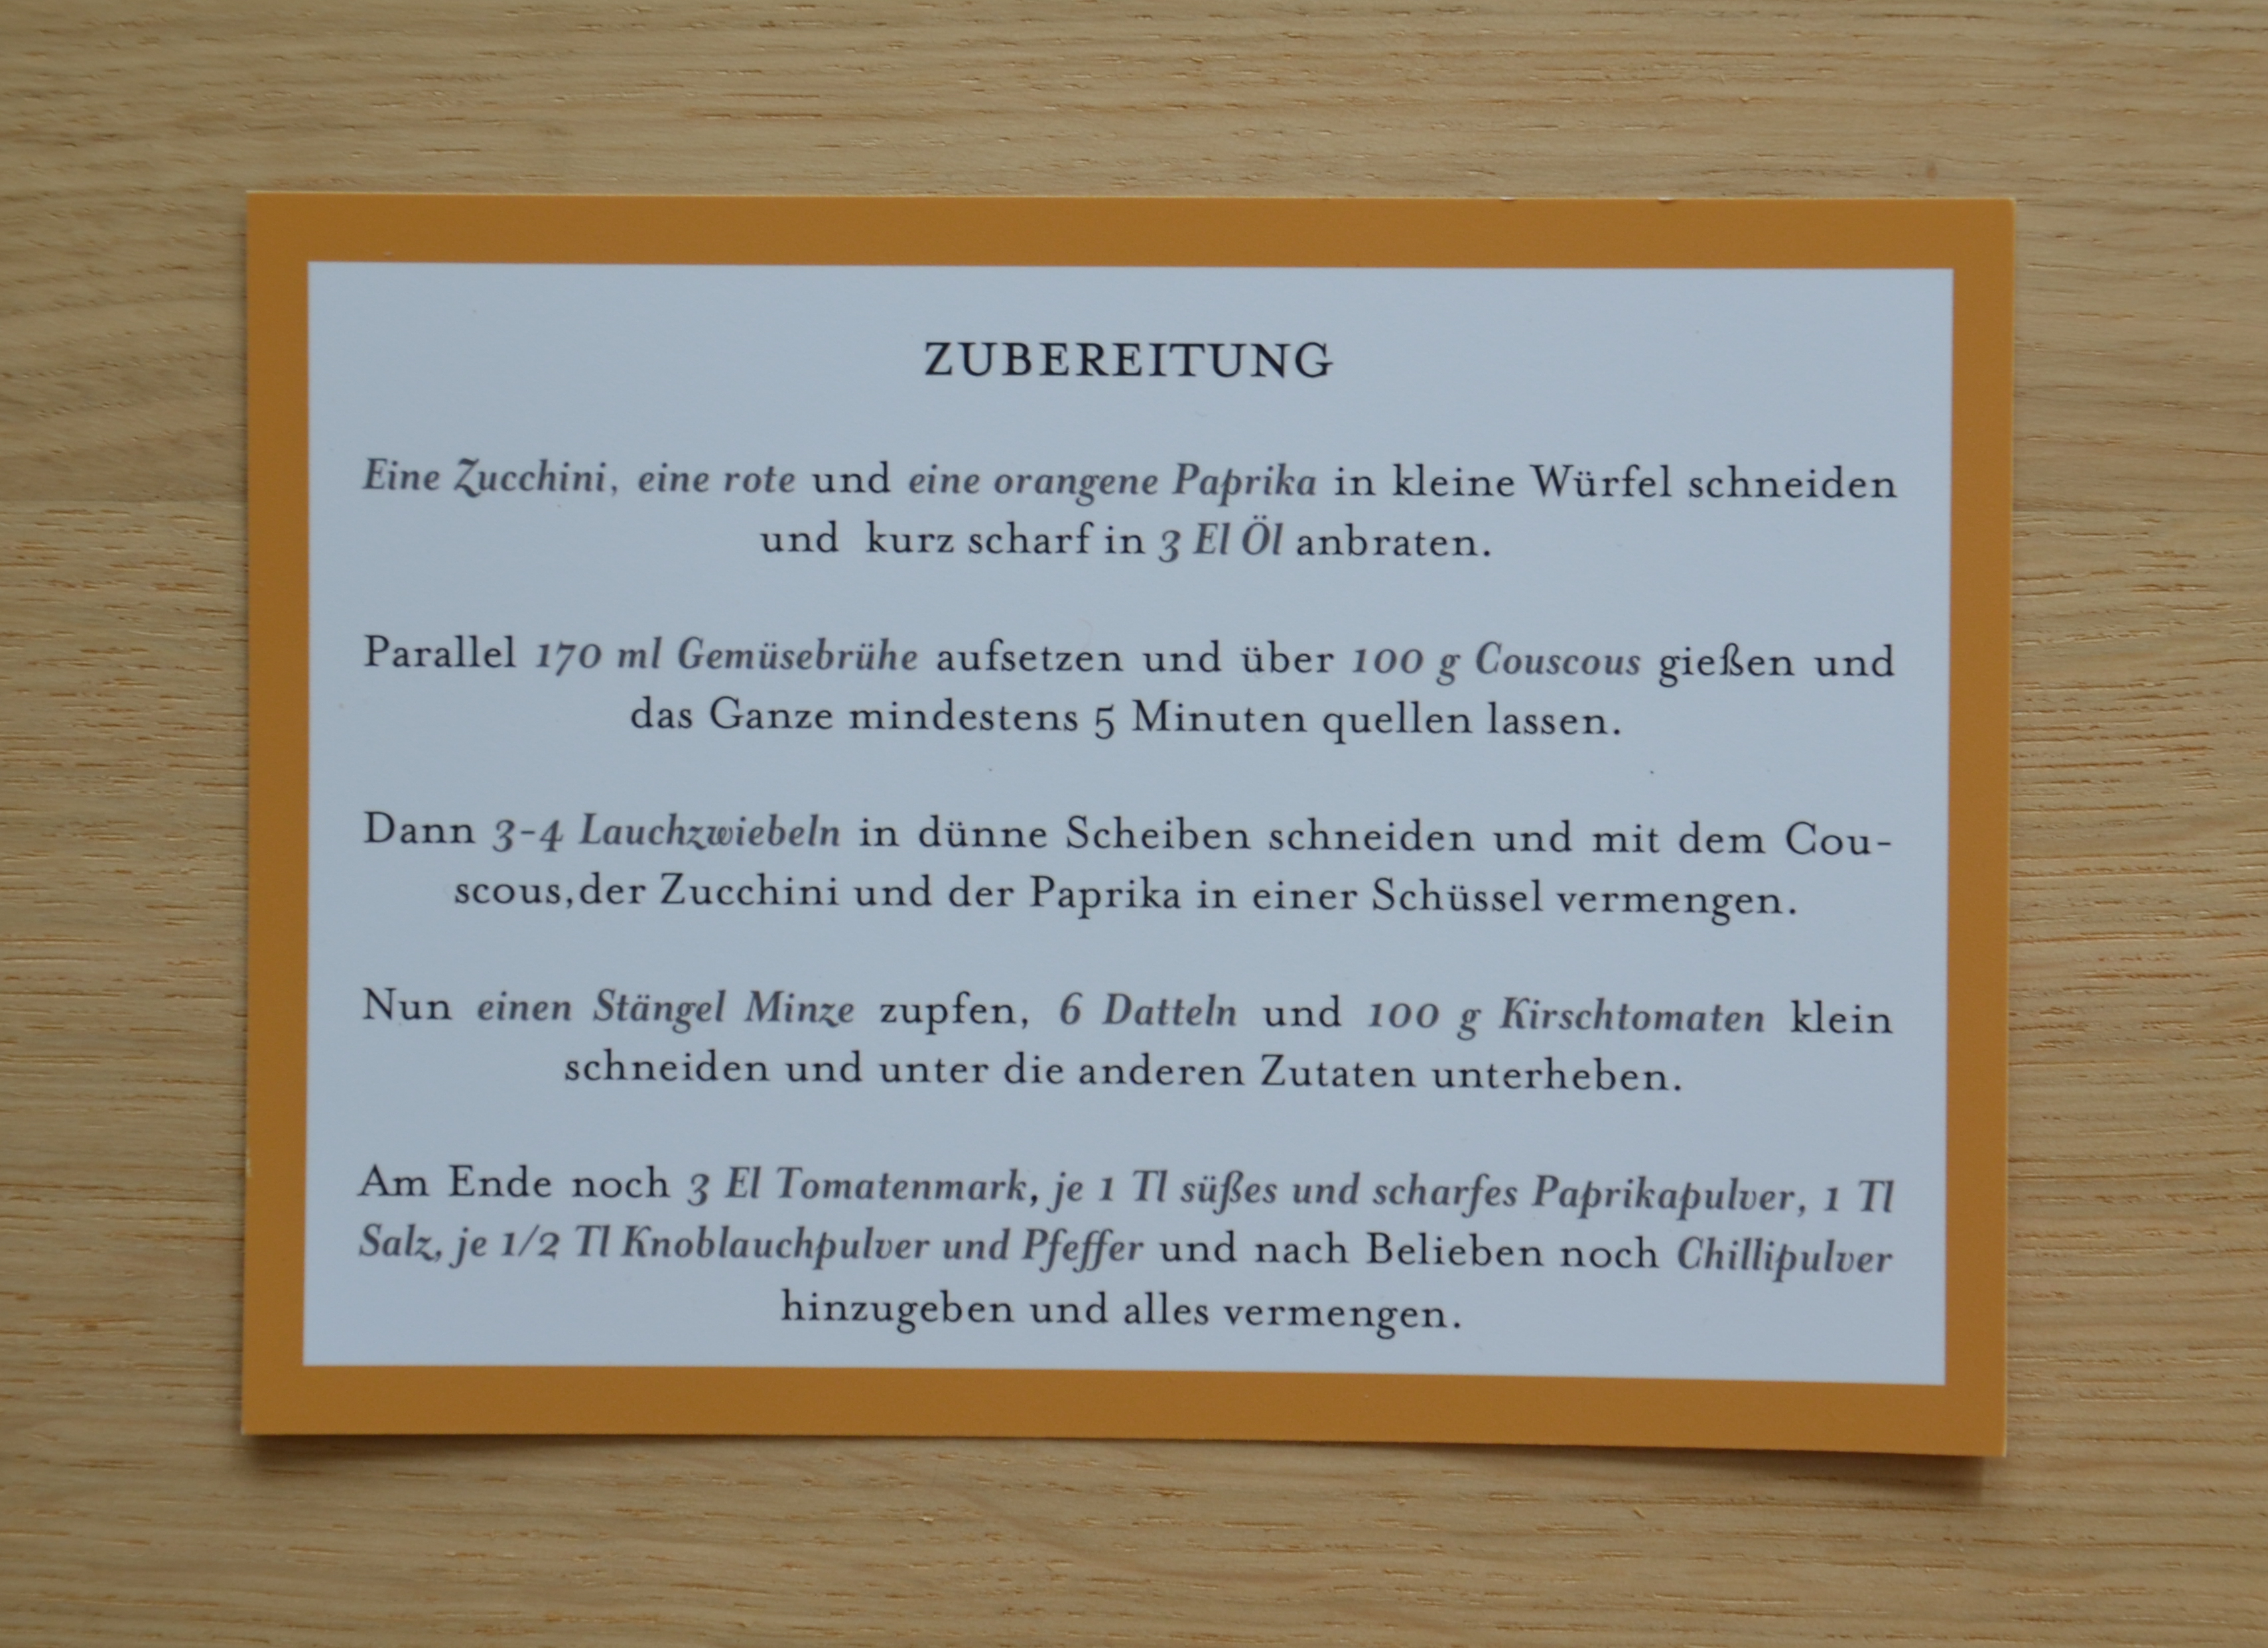 ZUBEREITUNG
Eine Zucchini, eine rote und eine orangene Paprika in kleine Würfel schneiden
und kurz scharf in 3 El Öl anbraten.
Parallel 170 ml Gemüsebrühe aufsetzen und über 100 g Couscous gießen und
das Ganze mindestens 5 Minuten quellen lassen.
Dann 3-4 Lauchzwiebeln in dünne Scheiben schneiden und mit dem Cou-
scous,der Zucchini und der Paprika in einer Schüssel vermengen.
Nun einen Stängel Minze zupfen, 6 Datteln und 100 g Kirschtomaten klein
schneiden und unter die anderen Zutaten unterheben.
Am Ende noch 3 El Tomatenmark, je 1 Tl süßes und scharfes Paprikapulver, 1 Tl
Salz, je 1/2 Tl Knoblauchpulver und Pfeffer und nach Belieben noch Chillipulver
hinzugeben und alles vermengen.